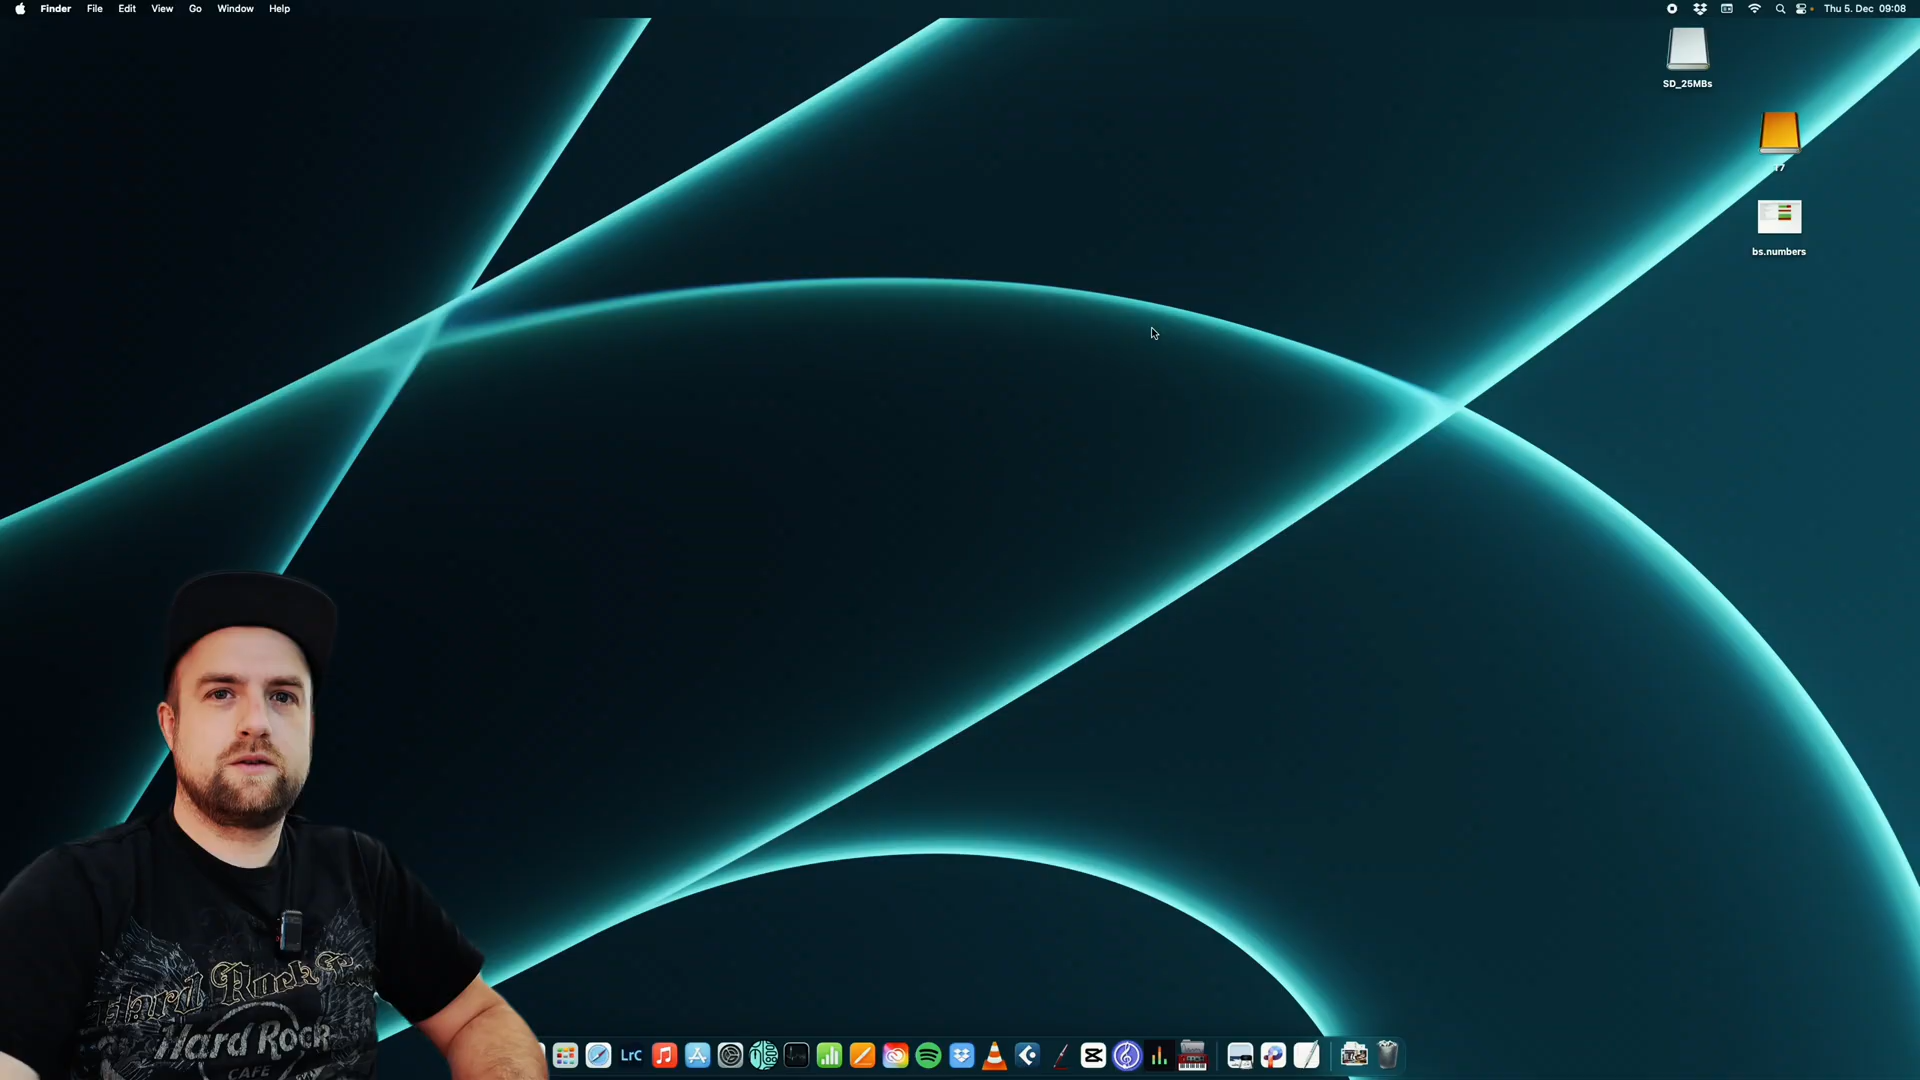 Finder File Edit View Go Window Help
Thu 5. Dec 09:08
SD_25MBs
T7
bs.numbers
LrC
Hard Rock
Hard Rock
CAFE